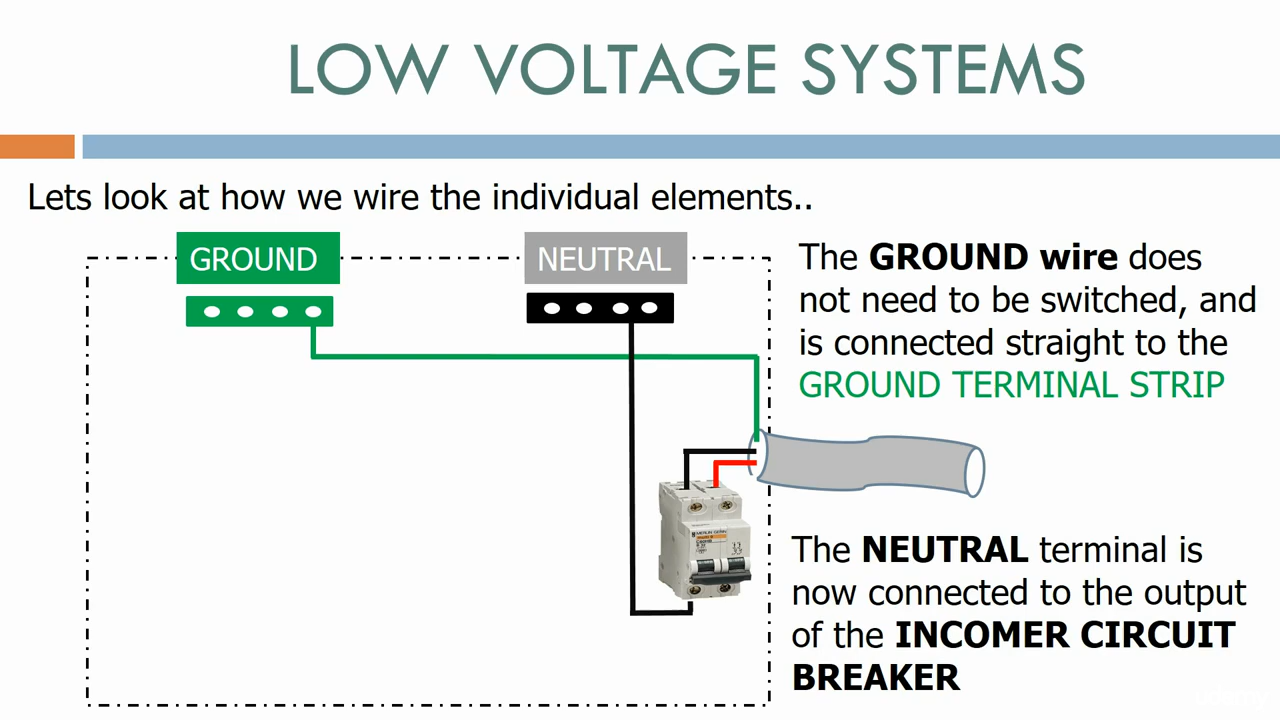 LOW VOLTAGE SYSTEMS
Lets look at how we wire the individual elements..
GROUND
NEUTRAL
The GROUND wire does
not need to be switched, and
is connected straight to the
GROUND TERMINAL STRIP
The NEUTRAL terminal is
now connected to the output
of the INCOMER CIRCUIT
BREAKER